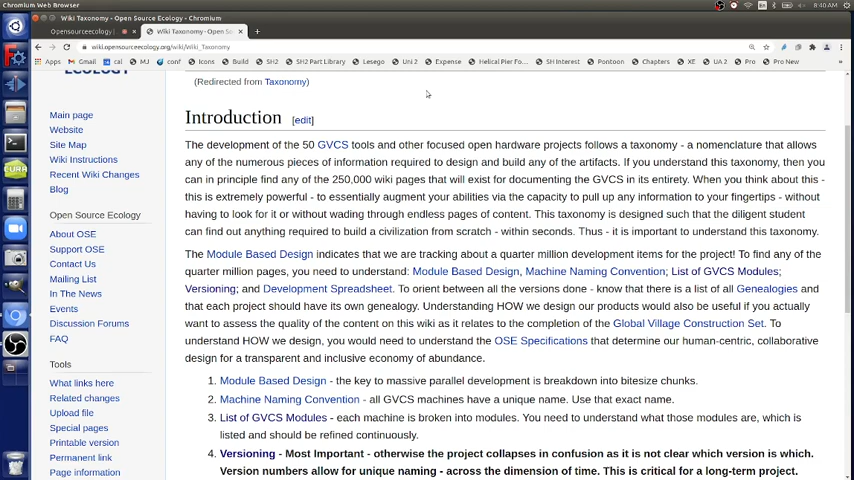 Chromium Web Browser
8:40 AM
Wiki Taxonomy - Open Source Ecology - Chromium
Opensourceecology |
Wiki Taxonomy - Open So
wiki.opensourceecology.org/wiki/Wiki_Taxonomy
Apps
Gmail
cal
MJ
conf
Icons
SH2
SH2 Part Library
Lesego
Uni 2
Expense
Helical Pier Fo
SH Interest
Pontoon
Chapters
XE
UA 2
Pro
Pro New
ECOLOGY
(Redirected from Taxonomy)
Introduction [edit]
The development of the 50 GVCS tools and other focused open hardware projects follows a taxonomy - a nomenclature that allows
any of the numerous pieces of information required to design and build any of the artifacts. If you understand this taxonomy, then you
can in principle find any of the 250,000 wiki pages that will exist for documenting the GVCS in its entirety. When you think about this -
this is extremely powerful - to essentially augment your abilities via the capacity to pull up any information to your fingertips - without
having to look for it or without wading through endless pages of content. This taxonomy is designed such that the diligent student
can find out anything required to build a civilization from scratch - within seconds. Thus - it is important to understand this taxonomy.
The Module Based Design indicates that we are tracking about a quarter million development items for the project! To find any of the
quarter million pages, you need to understand: Module Based Design, Machine Naming Convention; List of GVCS Modules;
Versioning; and Development Spreadsheet. To orient between all the versions done - know that there is a list of all Genealogies and
that each project should have its own genealogy. Understanding HOW we design our products would also be useful if you actually
want to assess the quality of the content on this wiki as it relates to the completion of the Global Village Construction Set. To
understand HOW we design, you would need to understand the OSE Specifications that determine our human-centric, collaborative
design for a transparent and inclusive economy of abundance.
1. Module Based Design - the key to massive parallel development is breakdown into bitesize chunks.
2. Machine Naming Convention - all GVCS machines have a unique name. Use that exact name.
3. List of GVCS Modules - each machine is broken into modules. You need to understand what those modules are, which is
listed and should be refined continuously.
4. Versioning - Most Important - otherwise the project collapses in confusion as it is not clear which version is which.
Version numbers allow for unique naming - across the dimension of time. This is critical for a long-term project.
Main page
Website
Site Map
Wiki Instructions
Recent Wiki Changes
Blog
Open Source Ecology
About OSE
Support OSE
Contact Us
Mailing List
In The News
Events
Discussion Forums
FAQ
Tools
What links here
Related changes
Upload file
Special pages
Printable version
Permanent link
Page information
CURA